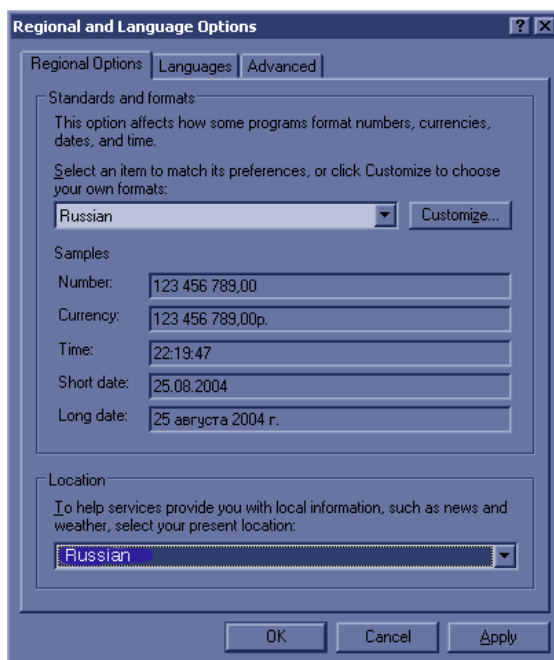 Regional and Language Options
Regional Options Languages Advanced
Standards and formats
This option affects how some programs format numbers, currencies,
dates, and time.
Select an item to match its preferences, or click Customize to choose
your own formats:
Russian Customize...
Samples
Number: 123 456 789,00
Currency: 123 456 789,00р.
Time: 22:19:47
Short date: 25.08.2004
Long date: 25 августа 2004 г.
Location
To help services provide you with local information, such as news and
weather, select your present location:
Russian
OK Cancel Apply